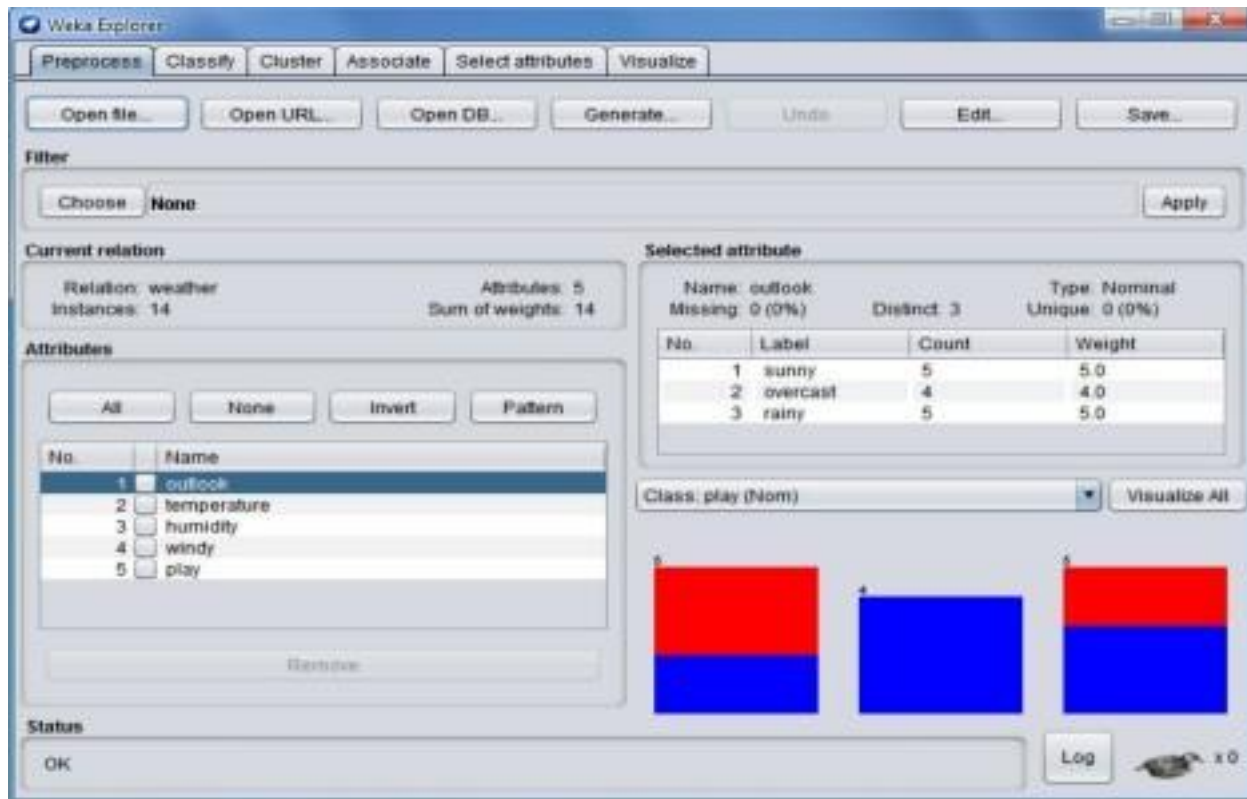 Weka Explorer
Preprocess Classify Cluster Associate Select attributes Visualize
Open file... Open URL... Open DB... Generate... Undo Edit... Save...
Filter
Choose None Apply
Current relation
Relation: weather Attributes: 5
Instances: 14 Sum of weights: 14
Attributes
All None Invert Pattern
No. Name
1 outlook
2 temperature
3 humidity
4 windy
5 play
Remove
Selected attribute
Name: outlook Type: Nominal
Missing: 0 (0%) Distinct: 3 Unique: 0 (0%)
No. Label Count Weight
1 sunny 5 5.0
2 overcast 4 4.0
3 rainy 5 5.0
Class: play (Nom) Visualize All
5 4 5
Status
OK
Log x 0